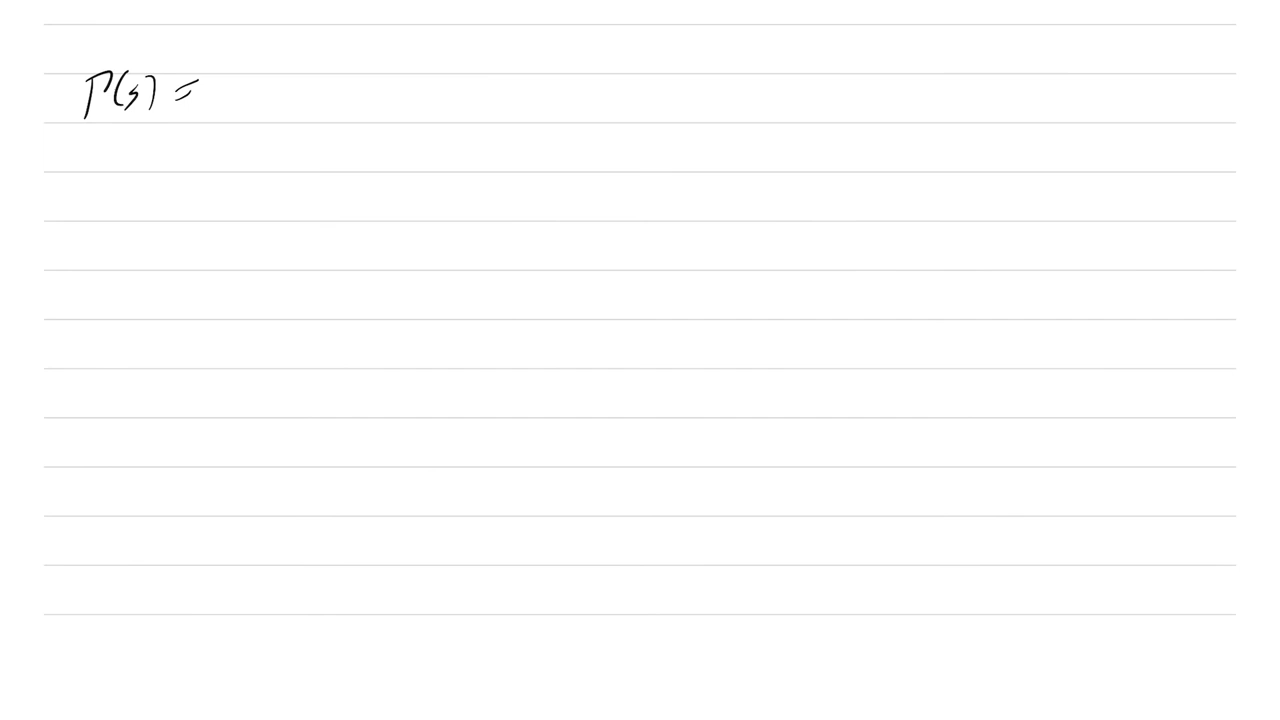 Γ(s) =